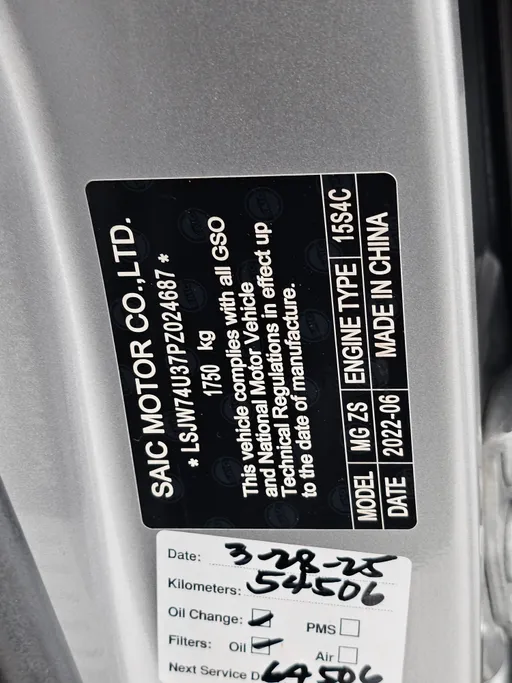 SAIC MOTOR CO.,LTD.
* LSJW74U37PZ024687 *
1750 kg
This vehicle complies with all GSO
and National Motor Vehicle
Technical Regulations in effect up
to the date of manufacture.
MODEL MG ZS ENGINE TYPE 15S4C
DATE 2022-06 MADE IN CHINA
Date: 3-28-25
Kilometers: 54506
Oil Change:
PMS
Filters: Oil
Air
Next Service D 64506